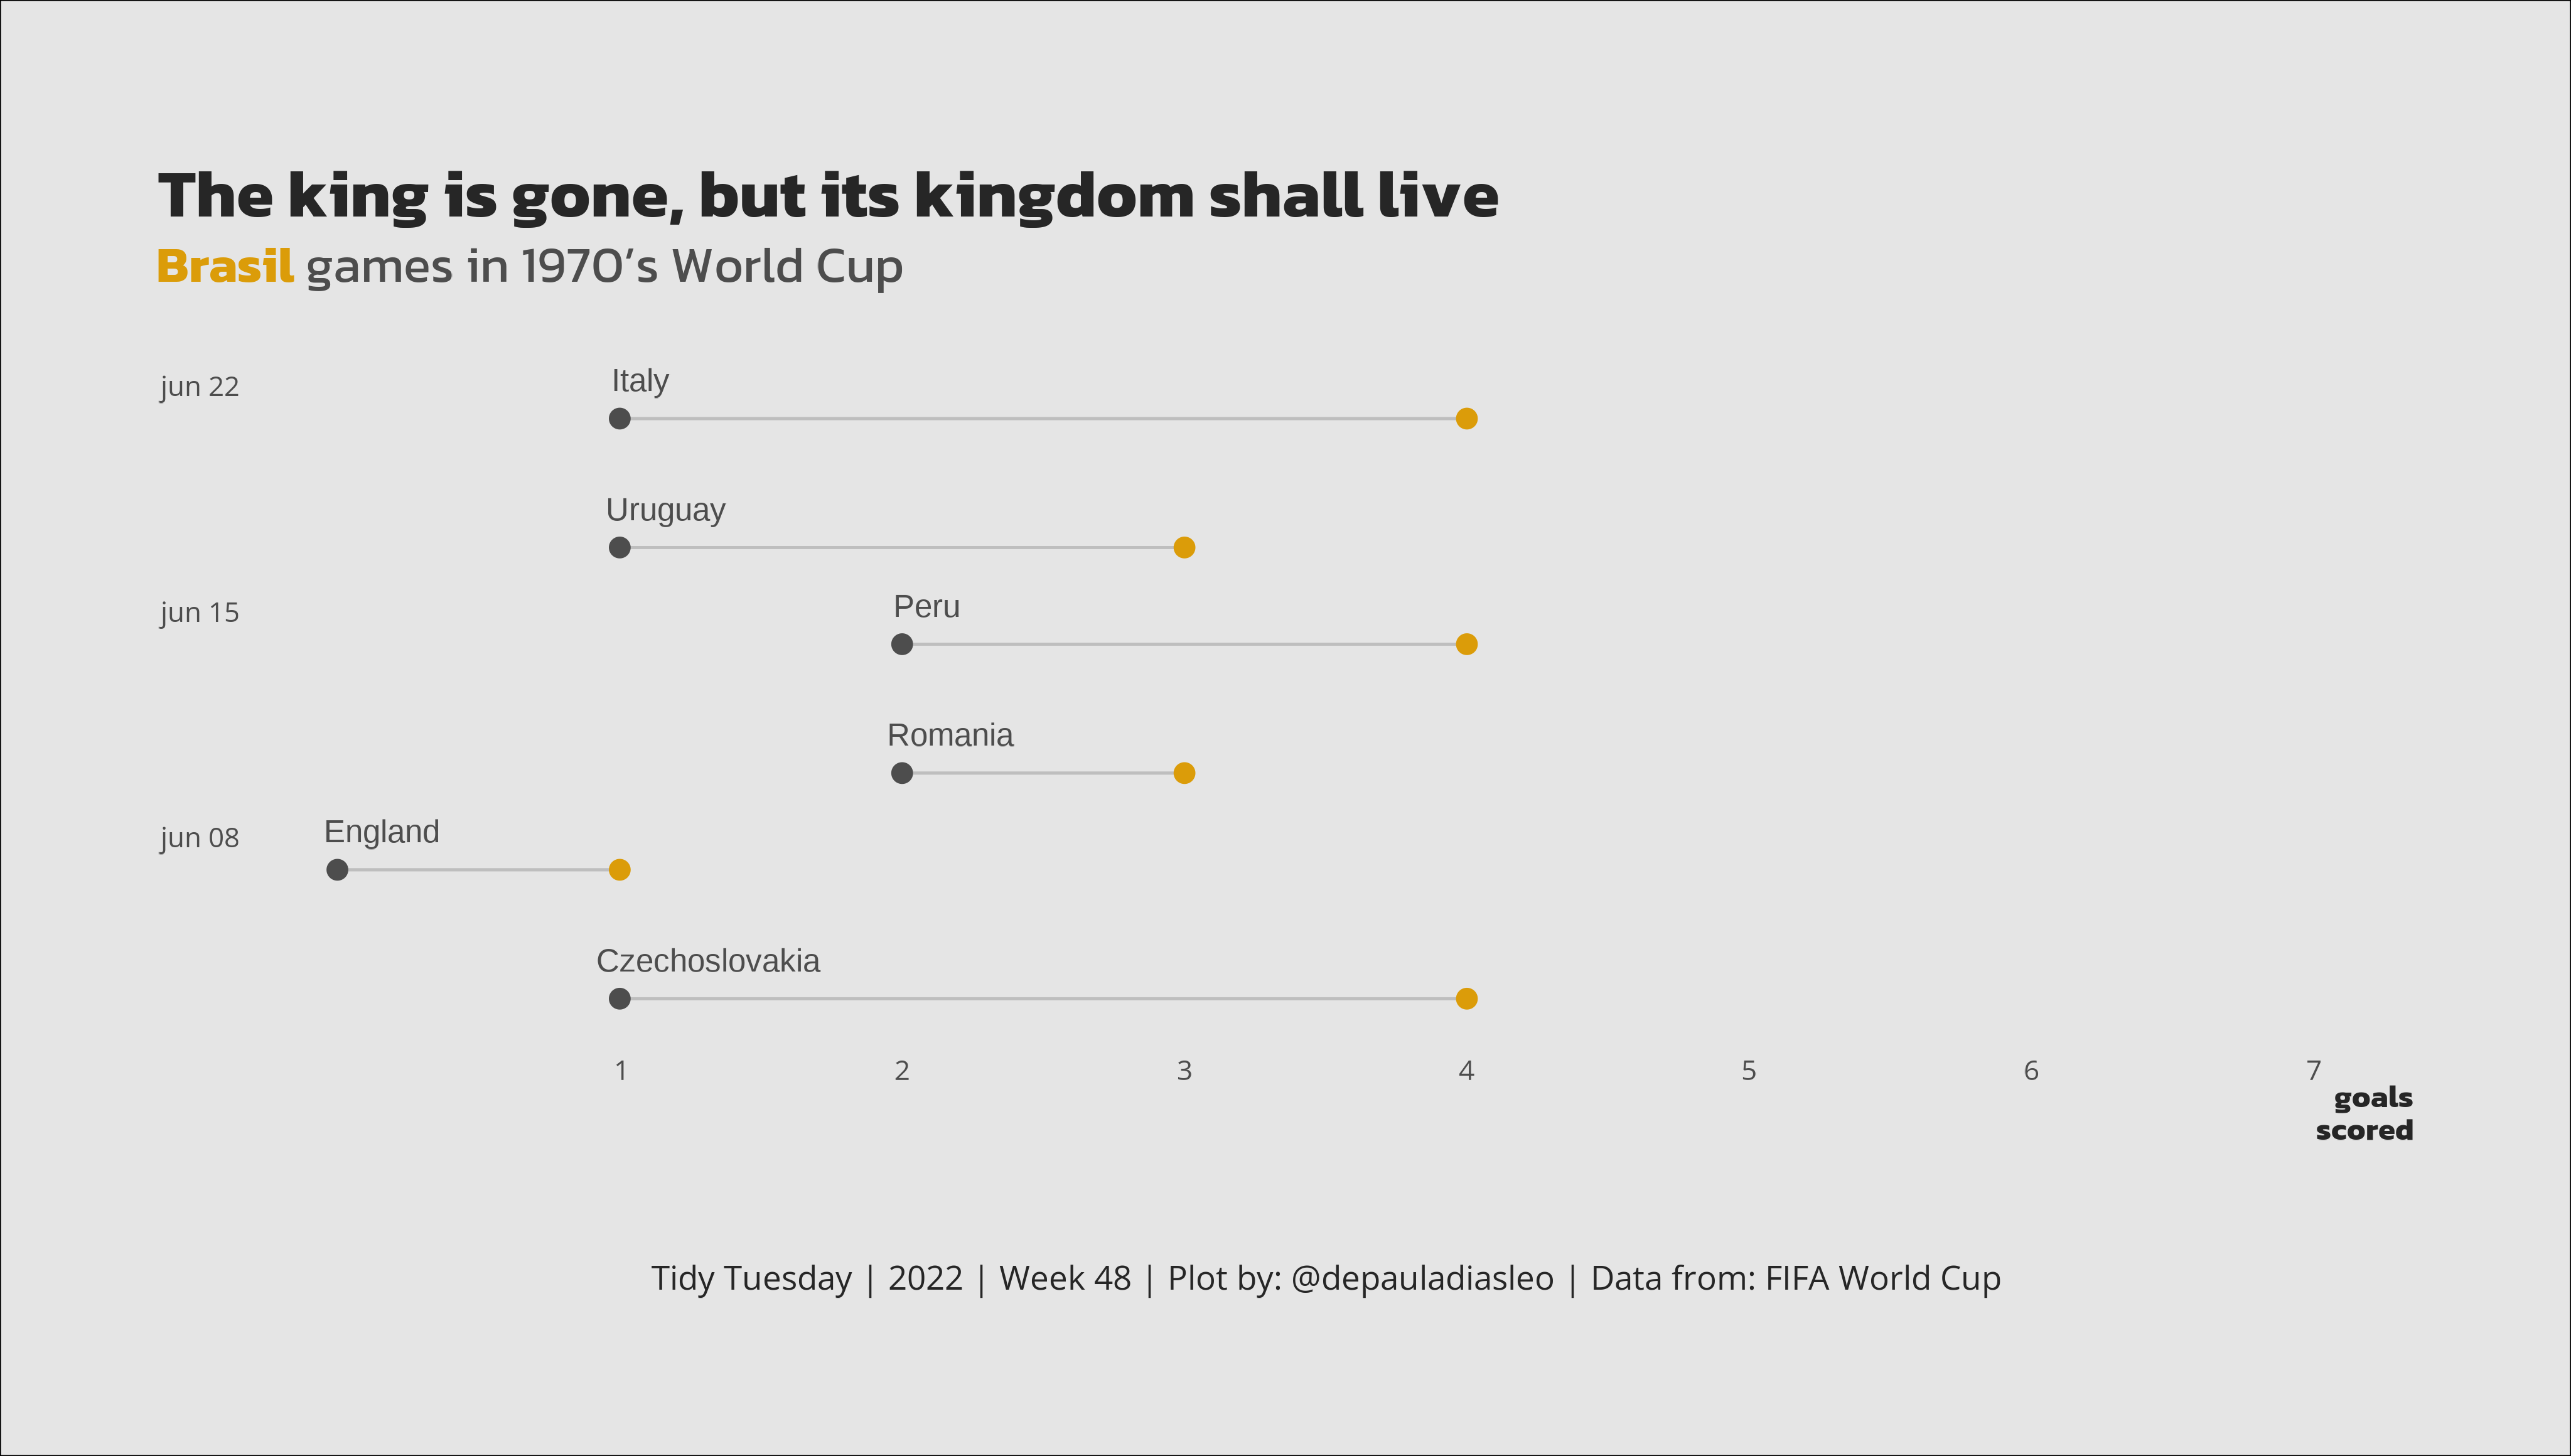 The king is gone, but its kingdom shall live
Brasil games in 1970’s World Cup
jun 22
Italy
Uruguay
jun 15
Peru
Romania
jun 08
England
Czechoslovakia
1 2 3 4 5 6 7
goals
scored
Tidy Tuesday | 2022 | Week 48 | Plot by: @depauladiasleo | Data from: FIFA World Cup